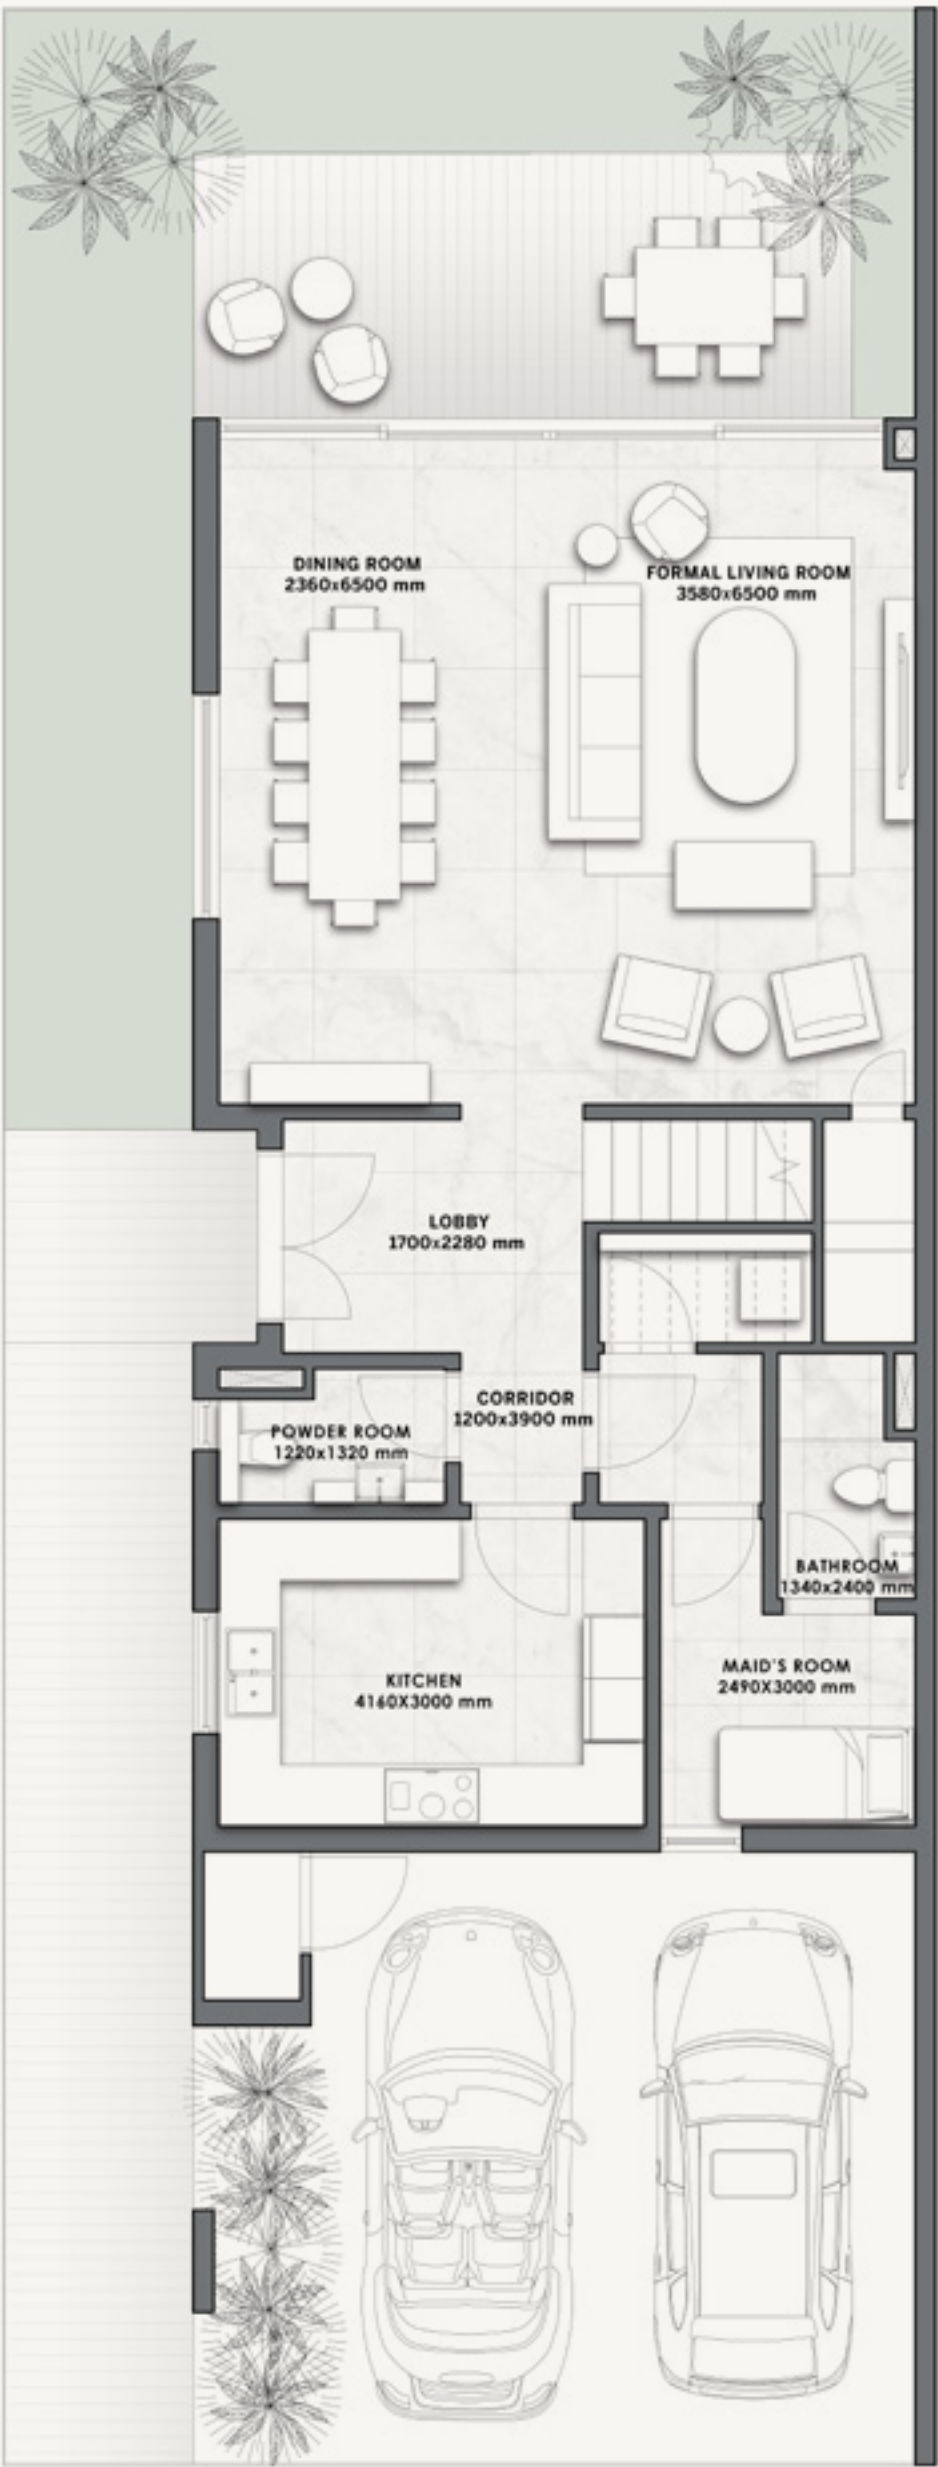 DINING ROOM
2360x6500 mm
FORMAL LIVING ROOM
3580x6500 mm
LOBBY
1700x2280 mm
CORRIDOR
1200x3900 mm
POWDER ROOM
1220x1320 mm
BATHROOM
1340x2400 mm
KITCHEN
4160X3000 mm
MAID'S ROOM
2490X3000 mm